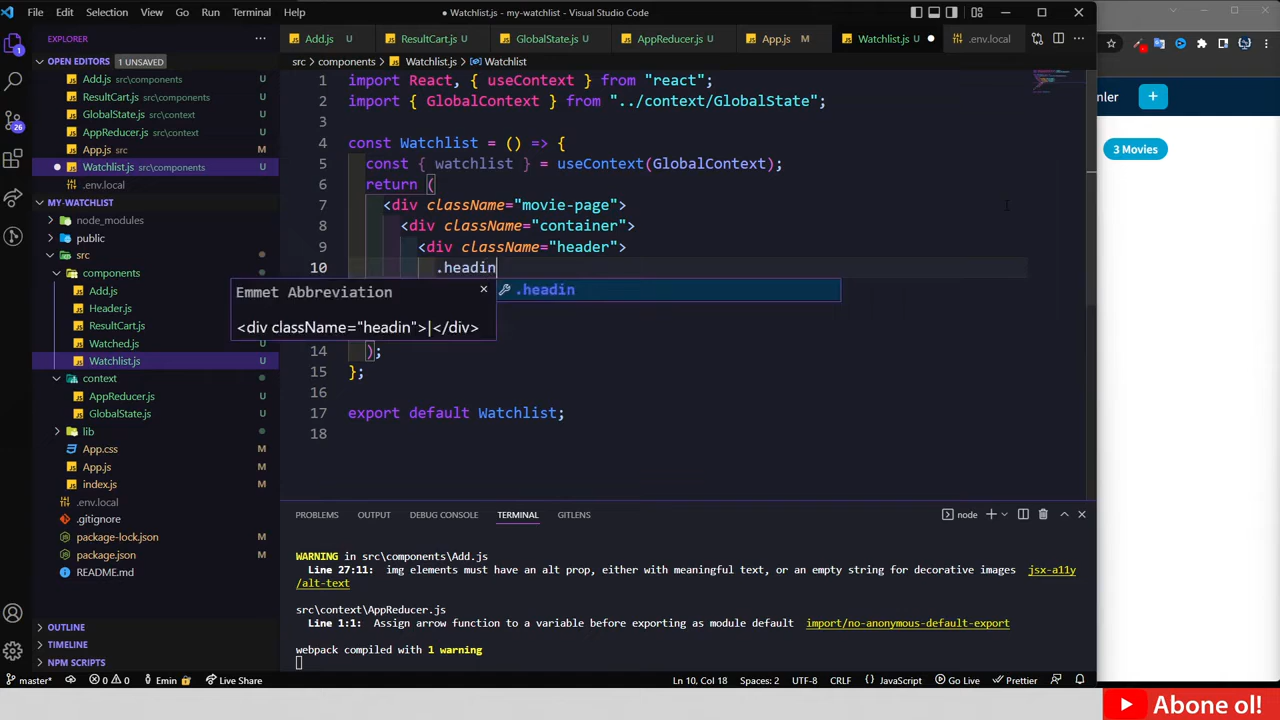 File Edit Selection View Go Run Terminal Help
Watchlist.js - my-watchlist - Visual Studio Code
EXPLORER
OPEN EDITORS 1 UNSAVED
Add.js src\components U
ResultCart.js src\components U
GlobalState.js src\context U
AppReducer.js src\context U
App.js src M
Watchlist.js src\components U
.env.local
MY-WATCHLIST
node_modules
public
src
components
Add.js U
Header.js U
ResultCart.js U
Watched.js U
Watchlist.js U
context
AppReducer.js U
GlobalState.js U
lib
App.css M
App.js M
index.js M
.env.local
.gitignore
package-lock.json M
package.json M
README.md
OUTLINE
TIMELINE
NPM SCRIPTS
1
26
Add.js U ResultCart.js U GlobalState.js U AppReducer.js U App.js M Watchlist.js U .env.local
src > components > Watchlist.js > Watchlist
1 import React, { useContext } from "react";
2 import { GlobalContext } from "../context/GlobalState";
3
4 const Watchlist = () => {
5 const { watchlist } = useContext(GlobalContext);
6 return (
7 <div className="movie-page">
8 <div className="container">
9 <div className="header">
10 .headin
Emmet Abbreviation
<div className="headin">|</div>
.headin
14 );
15 };
16
17 export default Watchlist;
18
PROBLEMS OUTPUT DEBUG CONSOLE TERMINAL GITLENS
node
WARNING in src\components\Add.js
Line 27:11: img elements must have an alt prop, either with meaningful text, or an empty string for decorative images jsx-a11y
/alt-text
src\context\AppReducer.js
Line 1:1: Assign arrow function to a variable before exporting as module default import/no-anonymous-default-export
webpack compiled with 1 warning
master* 0 0 Emin Live Share
Ln 10, Col 18 Spaces: 2 UTF-8 CRLF JavaScript Go Live Prettier
nler +
3 Movies
Abone ol!